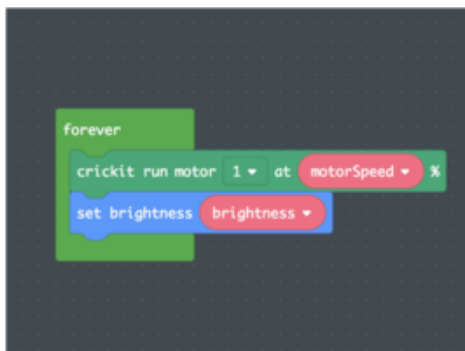 forever
crickit run motor 1 at motorSpeed %
set brightness brightness